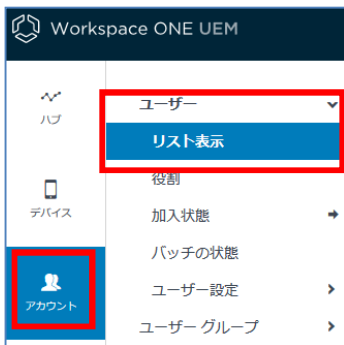 Workspace ONE UEM
ハブ
デバイス
アカウント
ユーザー
リスト表示
役割
加入状態
バッチの状態
ユーザー設定
ユーザー グループ